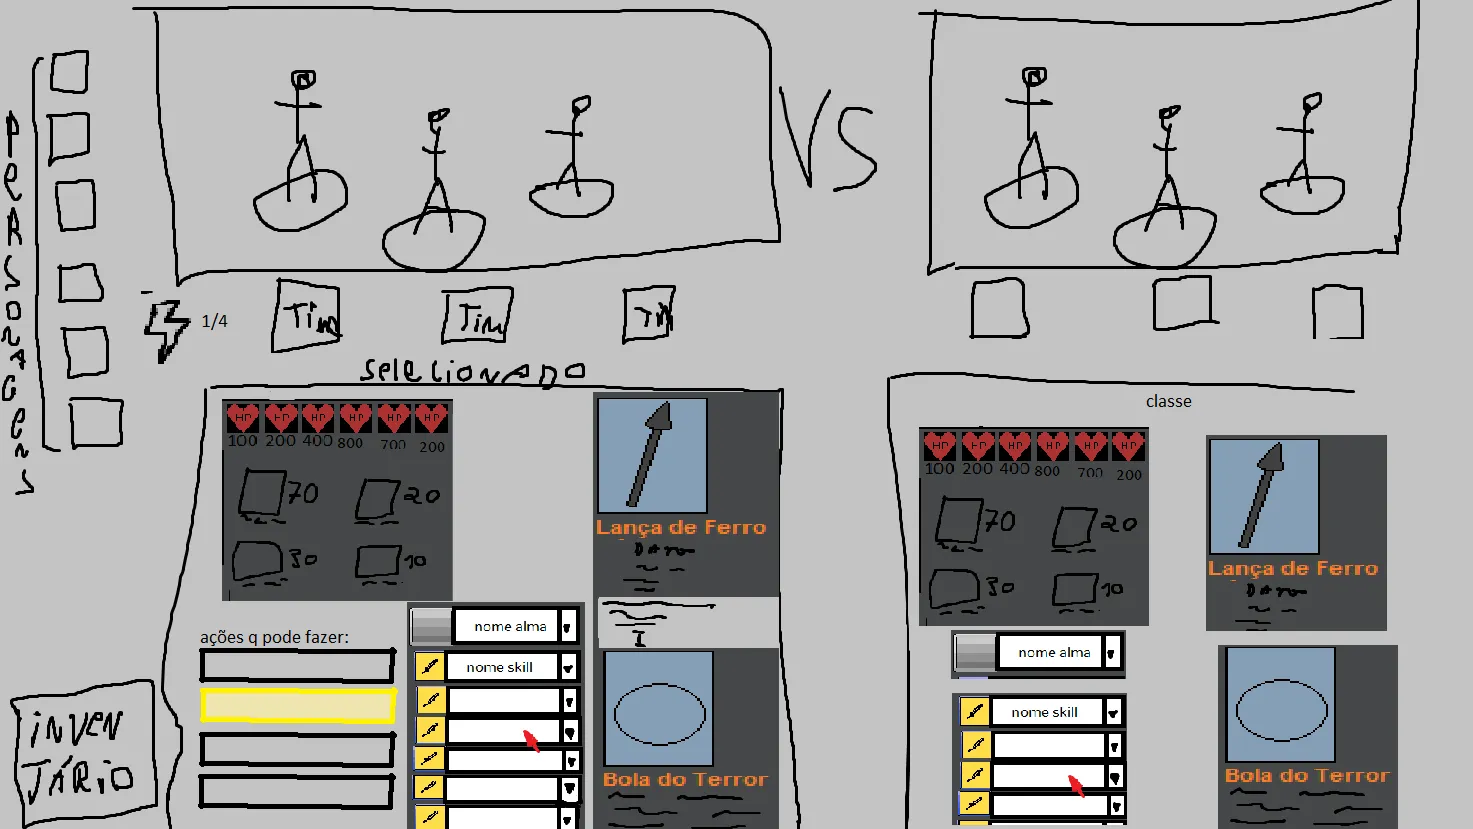 PERSONAGENS
VS
1/4
Tim
Tim
Tim
SELECIONADO
HP HP HP HP HP HP
100 200 400 800 700 200
70
20
30
10
Lança de Ferro
DANO
ações q pode fazer:
nome alma
nome skill
I
Bola do Terror
INVENTÁRIO
classe
HP HP HP HP HP HP
100 200 400 800 700 200
70
20
30
10
Lança de Ferro
DANO
nome alma
nome skill
Bola do Terror